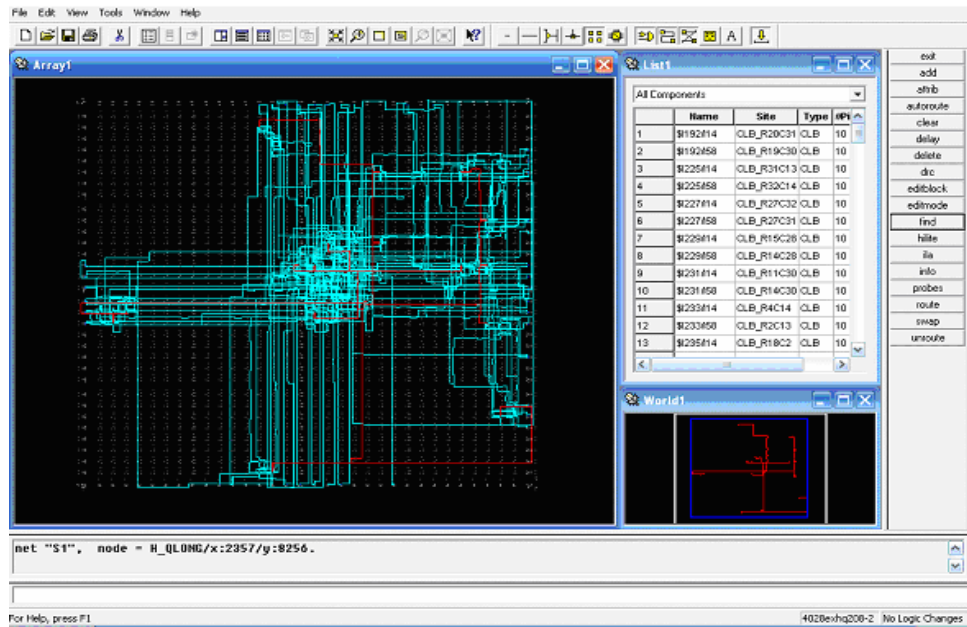 File Edit View Tools Window Help
Array1
List1
All Components
Name Site Type #Pi
1 $I192/I14 CLB_R20C31 CLB 10
2 $I192/I58 CLB_R19C30 CLB 10
3 $I225/I14 CLB_R31C13 CLB 10
4 $I225/I58 CLB_R32C14 CLB 10
5 $I227/I14 CLB_R27C32 CLB 10
6 $I227/I58 CLB_R27C31 CLB 10
7 $I229/I14 CLB_R15C28 CLB 10
8 $I229/I58 CLB_R14C28 CLB 10
9 $I231/I14 CLB_R11C30 CLB 10
10 $I231/I58 CLB_R14C30 CLB 10
11 $I233/I14 CLB_R4C14 CLB 10
12 $I233/I58 CLB_R2C13 CLB 10
13 $I235/I14 CLB_R18C2 CLB 10
World1
exit
add
attrib
autoroute
clear
delay
delete
drc
editblock
editmode
find
hilite
ila
info
probes
route
swap
unroute
net "S1", node = H_QLONG/x:2357/y:8256.
For Help, press F1
4028exhq208-2 No Logic Changes